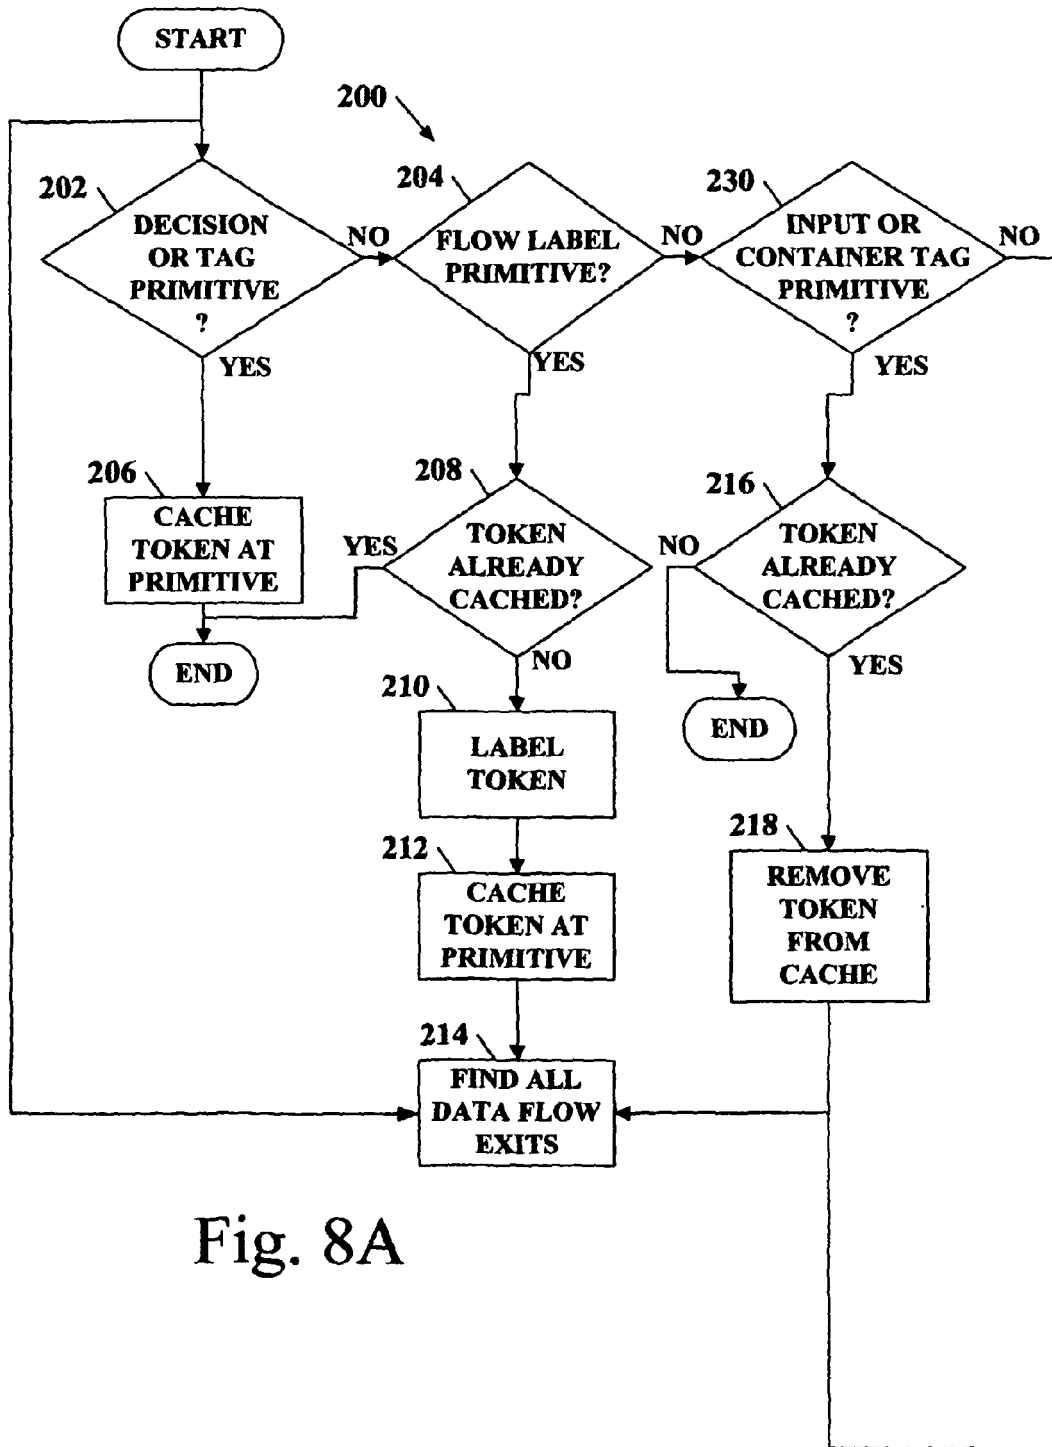 START
200
202
DECISION
OR TAG
PRIMITIVE
?
NO
YES
204
FLOW LABEL
PRIMITIVE?
NO
YES
230
INPUT OR
CONTAINER TAG
PRIMITIVE
?
NO
YES
206
CACHE
TOKEN AT
PRIMITIVE
END
208
YES
TOKEN
ALREADY
CACHED?
NO
216
NO
TOKEN
ALREADY
CACHED?
YES
END
210
LABEL
TOKEN
212
CACHE
TOKEN AT
PRIMITIVE
218
REMOVE
TOKEN
FROM
CACHE
214
FIND ALL
DATA FLOW
EXITS
Fig. 8A